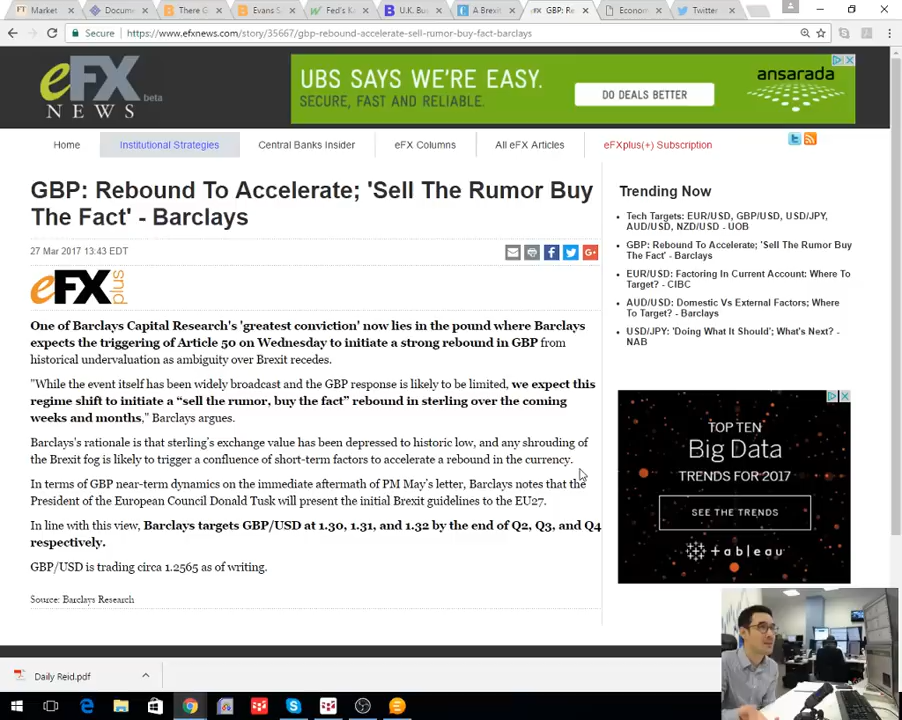 Market
Docume
There G
Evans S
Fed's K
U.K. Bu
A Brexit
GBP: Re
Econom
Twitter
Secure
https://www.efxnews.com/story/35667/gbp-rebound-accelerate-sell-rumor-buy-fact-barclays
eFX
NEWS beta
UBS SAYS WE'RE EASY.
SECURE, FAST AND RELIABLE.
DO DEALS BETTER
ansarada
Home
Institutional Strategies
Central Banks Insider
eFX Columns
All eFX Articles
eFXplus(+) Subscription
GBP: Rebound To Accelerate; 'Sell The Rumor Buy
The Fact' - Barclays
27 Mar 2017 13:43 EDT
eFX plus
One of Barclays Capital Research's 'greatest conviction' now lies in the pound where Barclays
expects the triggering of Article 50 on Wednesday to initiate a strong rebound in GBP from
historical undervaluation as ambiguity over Brexit recedes.
"While the event itself has been widely broadcast and the GBP response is likely to be limited, we expect this
regime shift to initiate a “sell the rumor, buy the fact” rebound in sterling over the coming
weeks and months," Barclays argues.
Barclays's rationale is that sterling's exchange value has been depressed to historic low, and any shrouding of
the Brexit fog is likely to trigger a confluence of short-term factors to accelerate a rebound in the currency.
In terms of GBP near-term dynamics on the immediate aftermath of PM May's letter, Barclays notes that the
President of the European Council Donald Tusk will present the initial Brexit guidelines to the EU27.
In line with this view, Barclays targets GBP/USD at 1.30, 1.31, and 1.32 by the end of Q2, Q3, and Q4
respectively.
GBP/USD is trading circa 1.2565 as of writing.
Source: Barclays Research
Trending Now
Tech Targets: EUR/USD, GBP/USD, USD/JPY,
AUD/USD, NZD/USD - UOB
GBP: Rebound To Accelerate; 'Sell The Rumor Buy
The Fact' - Barclays
EUR/USD: Factoring In Current Account: Where To
Target? - CIBC
AUD/USD: Domestic Vs External Factors; Where
To Target? - Barclays
USD/JPY: 'Doing What It Should'; What's Next? -
NAB
TOP TEN
Big Data
TRENDS FOR 2017
SEE THE TRENDS
tableau
Daily Reid.pdf